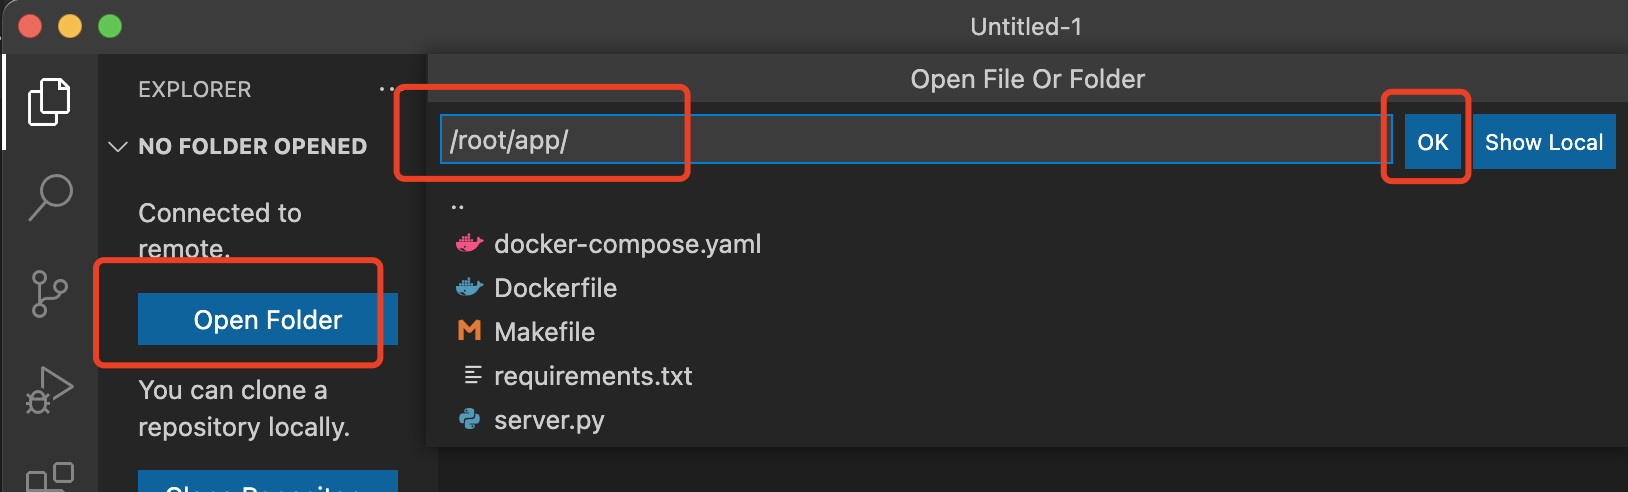 Untitled-1
EXPLORER
NO FOLDER OPENED
Connected to
remote.
Open Folder
You can clone a
repository locally.
Open File Or Folder
/root/app/
OK
Show Local
..
docker-compose.yaml
Dockerfile
Makefile
requirements.txt
server.py